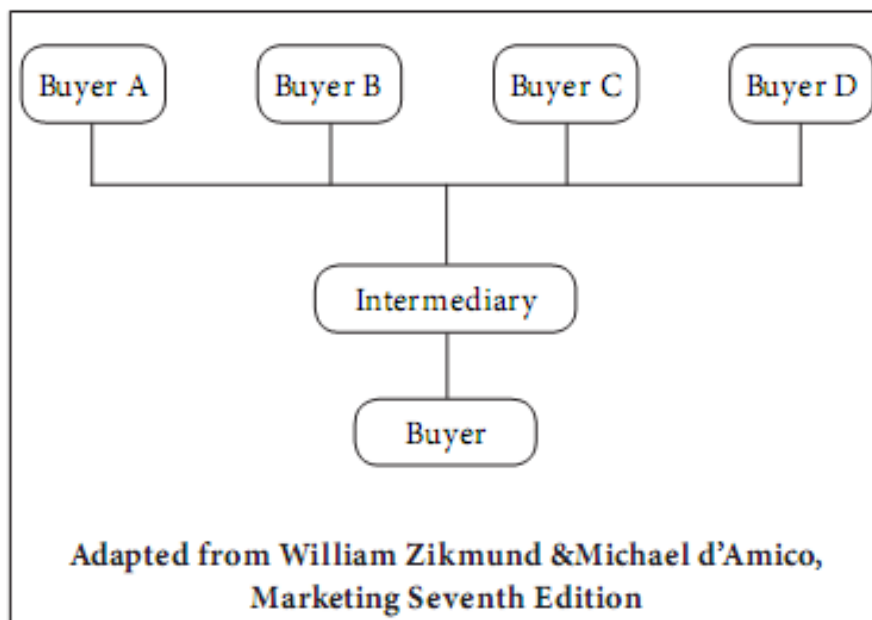 Buyer A
Buyer B
Buyer C
Buyer D
Intermediary
Buyer
Adapted from William Zikmund &Michael d'Amico,
Marketing Seventh Edition